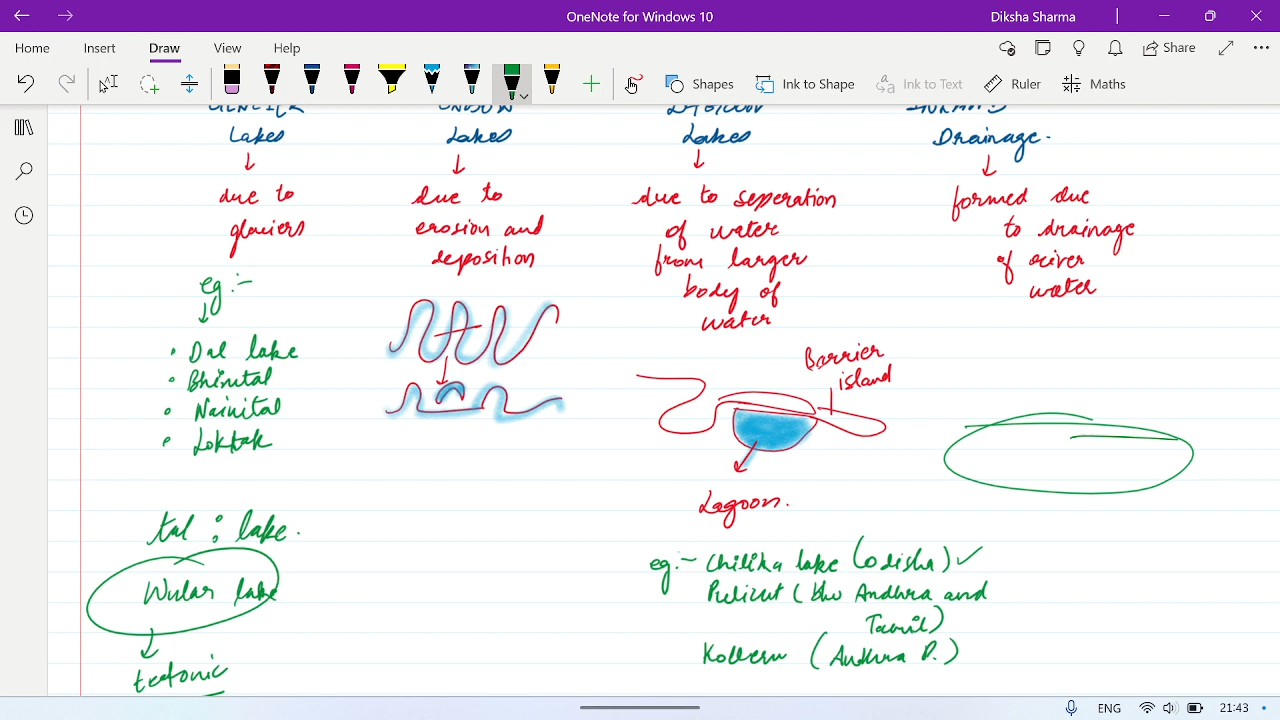 OneNote for Windows 10
Diksha Sharma
Home Insert Draw View Help
Share
Shapes
Ink to Shape
Ink to Text
Ruler
Maths
Lakes
due to
glaciers
eg :-
Dal lake
Bhimtal
Nainital
Loktak
tal : lake.
Wular lake
tectonic
Lakes
due to
erosion and
deposition
Lakes
due to seperation
of water
from larger
body of
water
Barrier
island
Lagoon.
eg :- Chilika lake (Odisha) ✓
Pulicut ( b/w Andhra and
Tamil)
Kolleru (Andhra P.)
Drainage.
formed due
to drainage
of river
water
ENG
21:43